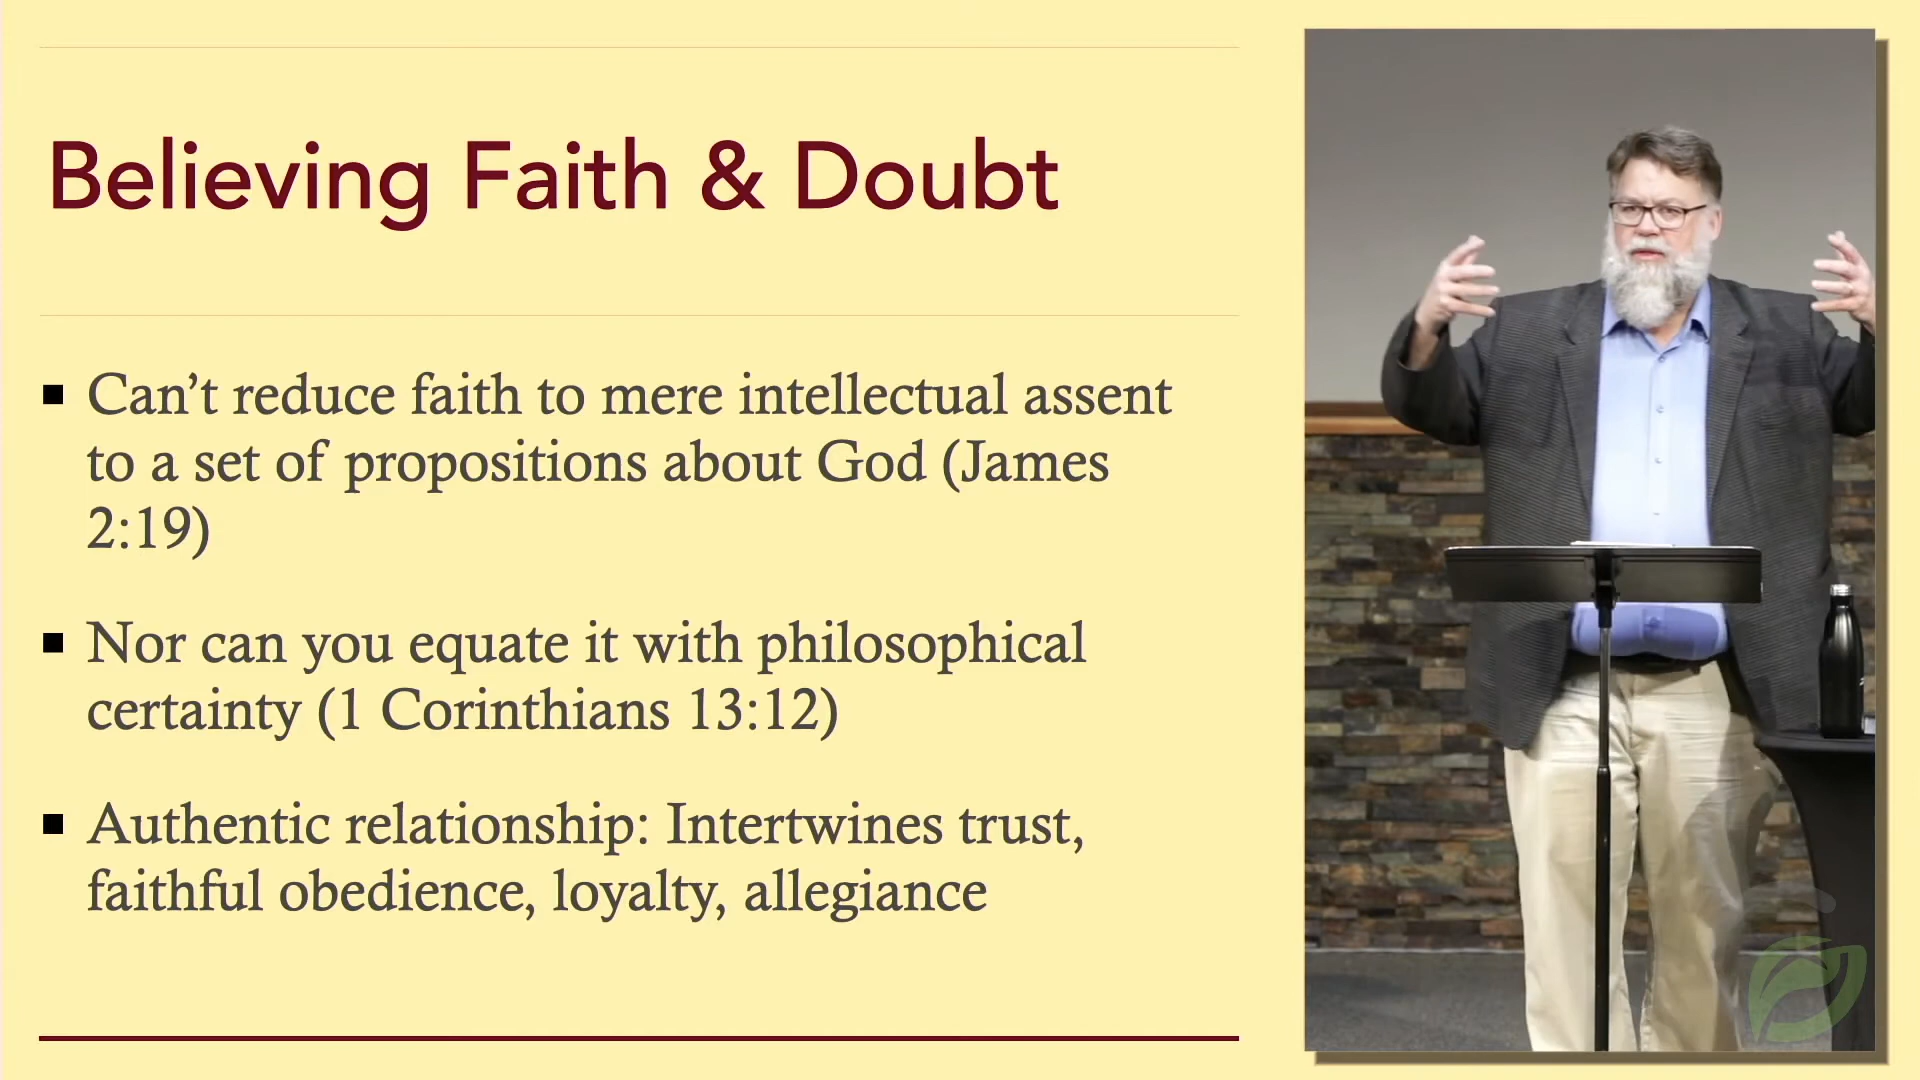 Believing Faith & Doubt
▪ Can’t reduce faith to mere intellectual assent
to a set of propositions about God (James
2:19)
▪ Nor can you equate it with philosophical
certainty (1 Corinthians 13:12)
▪ Authentic relationship: Intertwines trust,
faithful obedience, loyalty, allegiance